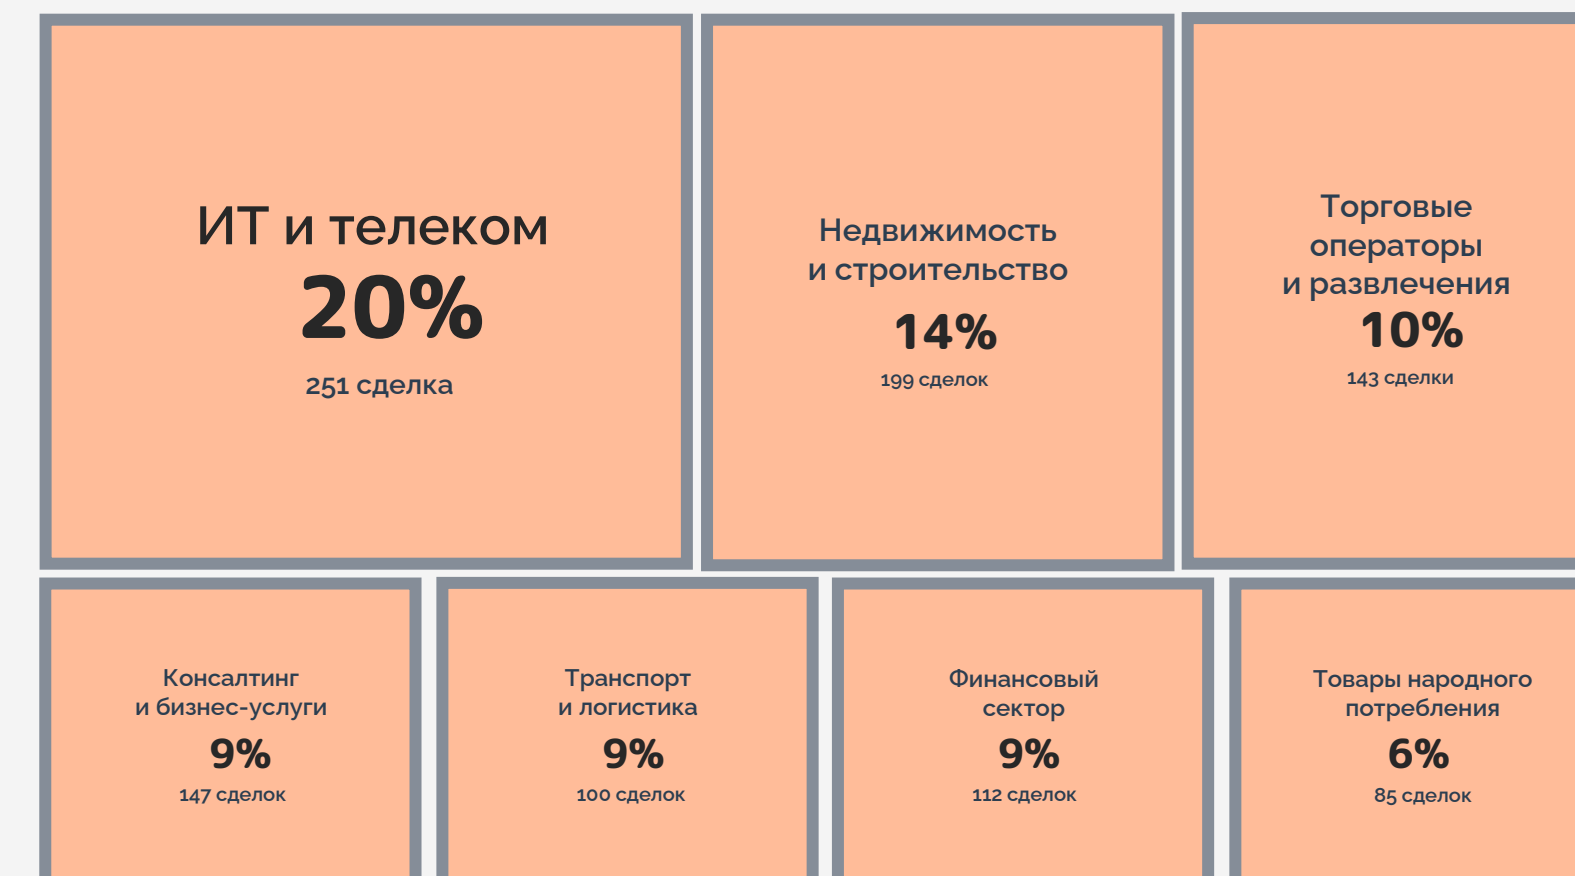 ИТ и телеком
20%
251 сделка
Недвижимость
и строительство
14%
199 сделок
Торговые
операторы
и развлечения
10%
143 сделки
Консалтинг
и бизнес-услуги
9%
147 сделок
Транспорт
и логистика
9%
100 сделок
Финансовый
сектор
9%
112 сделок
Товары народного
потребления
6%
85 сделок